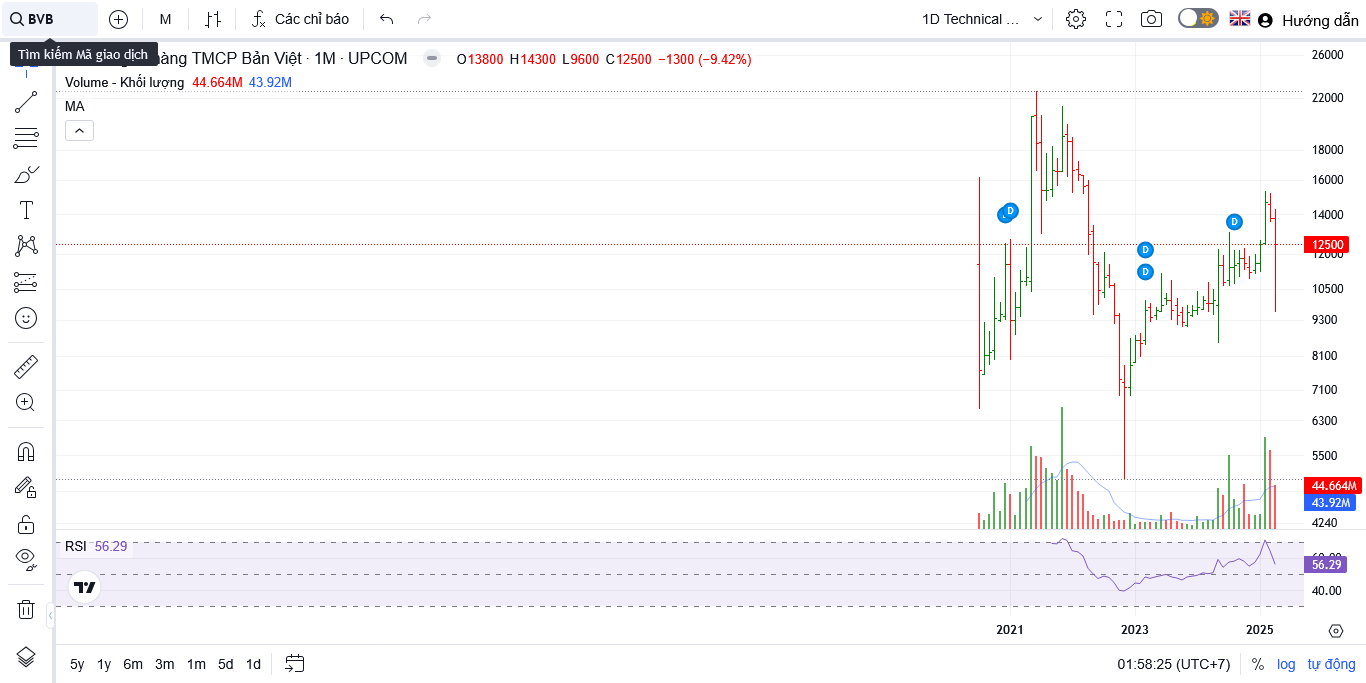 BVB
M
Các chỉ báo
1D Technical ...
Hướng dẫn
Tìm kiếm Mã giao dịch
hàng TMCP Bản Việt · 1M · UPCOM
O13800 H14300 L9600 C12500 −1300 (−9.42%)
Volume - Khối lượng 44.664M 43.92M
MA
26000
22000
18000
16000
14000
12500
12000
10500
9300
8100
7100
6300
5500
44.664M
43.92M
4240
D
D
D
D
RSI 56.29
60.00
56.29
40.00
2021
2023
2025
5y 1y 6m 3m 1m 5d 1d
01:58:25 (UTC+7)
% log tự động